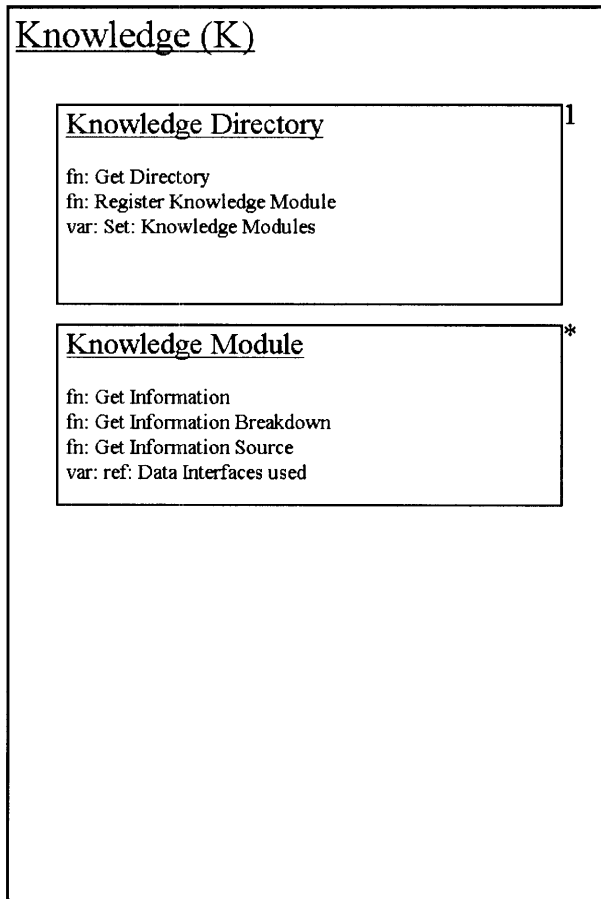 Knowledge (K)
Knowledge Directory
1
fn: Get Directory
fn: Register Knowledge Module
var: Set: Knowledge Modules
Knowledge Module
*
fn: Get Information
fn: Get Information Breakdown
fn: Get Information Source
var: ref: Data Interfaces used